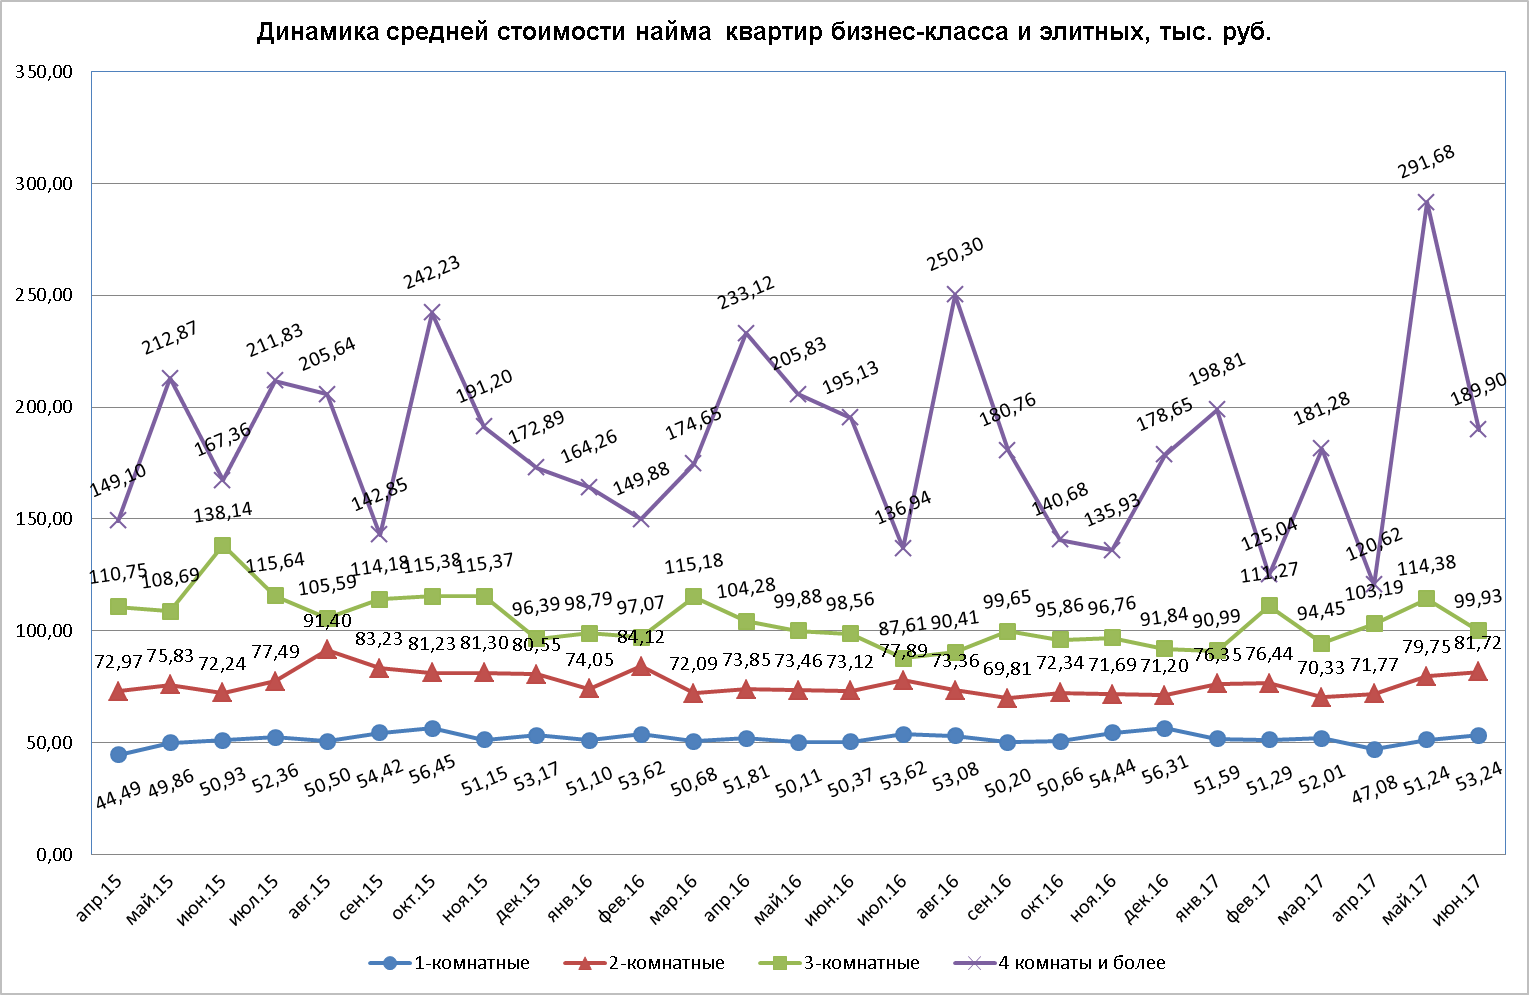 Динамика средней стоимости найма квартир бизнес-класса и элитных, тыс. руб.
350,00
300,00
250,00
200,00
150,00
100,00
50,00
0,00
149,10 212,87 167,36 211,83 205,64 142,85 242,23 191,20 172,89 164,26 149,88 174,65 233,12 205,83 195,13 136,94 250,30 180,76 140,68 135,93 178,65 198,81 125,04 181,28 120,62 291,68 189,90
110,75 108,69 138,14 115,64 105,59 114,18 115,38 115,37 96,39 98,79 97,07 115,18 104,28 99,88 98,56 87,61 90,41 99,65 95,86 96,76 91,84 90,99 111,27 94,45 103,19 114,38 99,93
72,97 75,83 72,24 77,49 91,40 83,23 81,23 81,30 80,55 74,05 84,12 72,09 73,85 73,46 73,12 77,89 73,36 69,81 72,34 71,69 71,20 76,35 76,44 70,33 71,77 79,75 81,72
44,49 49,86 50,93 52,36 50,50 54,42 56,45 51,15 53,17 51,10 53,62 50,68 51,81 50,11 50,37 53,62 53,08 50,20 50,66 54,44 56,31 51,59 51,29 52,01 47,08 51,24 53,24
апр.15 май.15 июн.15 июл.15 авг.15 сен.15 окт.15 ноя.15 дек.15 янв.16 фев.16 мар.16 апр.16 май.16 июн.16 июл.16 авг.16 сен.16 окт.16 ноя.16 дек.16 янв.17 фев.17 мар.17 апр.17 май.17 июн.17
1-комнатные 2-комнатные 3-комнатные 4 комнаты и более